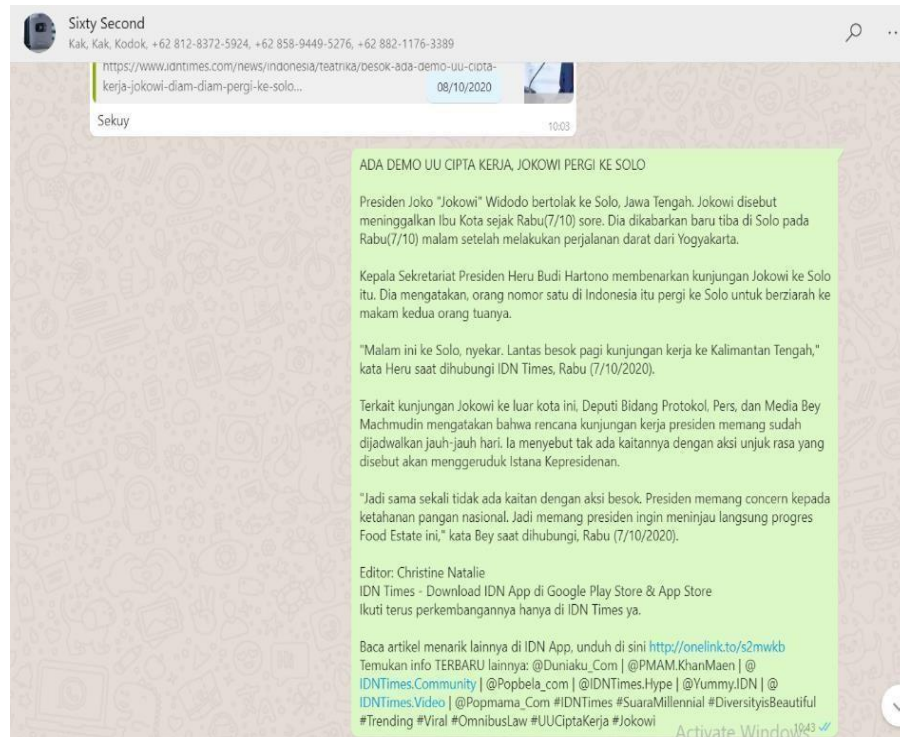 Sixty Second
Kak, Kak, Kodok, +62 812-8372-5924, +62 858-9449-5276, +62 882-1176-3389
https://www.idntimes.com/news/indonesia/teatrika/besok-ada-demo-uu-cipta-
kerja-jokowi-diam-diam-pergi-ke-solo...
08/10/2020
Sekuy
10:03
ADA DEMO UU CIPTA KERJA, JOKOWI PERGI KE SOLO
Presiden Joko "Jokowi" Widodo bertolak ke Solo, Jawa Tengah. Jokowi disebut
meninggalkan Ibu Kota sejak Rabu(7/10) sore. Dia dikabarkan baru tiba di Solo pada
Rabu(7/10) malam setelah melakukan perjalanan darat dari Yogyakarta.
Kepala Sekretariat Presiden Heru Budi Hartono membenarkan kunjungan Jokowi ke Solo
itu. Dia mengatakan, orang nomor satu di Indonesia itu pergi ke Solo untuk berziarah ke
makam kedua orang tuanya.
"Malam ini ke Solo, nyekar. Lantas besok pagi kunjungan kerja ke Kalimantan Tengah,"
kata Heru saat dihubungi IDN Times, Rabu (7/10/2020).
Terkait kunjungan Jokowi ke luar kota ini, Deputi Bidang Protokol, Pers, dan Media Bey
Machmudin mengatakan bahwa rencana kunjungan kerja presiden memang sudah
dijadwalkan jauh-jauh hari. Ia menyebut tak ada kaitannya dengan aksi unjuk rasa yang
disebut akan menggeruduk Istana Kepresidenan.
"Jadi sama sekali tidak ada kaitan dengan aksi besok. Presiden memang concern kepada
ketahanan pangan nasional. Jadi memang presiden ingin meninjau langsung progres
Food Estate ini," kata Bey saat dihubungi, Rabu (7/10/2020).
Editor: Christine Natalie
IDN Times - Download IDN App di Google Play Store & App Store
Ikuti terus perkembangannya hanya di IDN Times ya.
Baca artikel menarik lainnya di IDN App, unduh di sini http://onelink.to/s2mwkb
Temukan info TERBARU lainnya: @Duniaku_Com | @PMAM.KhanMaen | @
IDNTimes.Community | @Popbela_com | @IDNTimes.Hype | @Yummy.IDN | @
IDNTimes.Video | @Popmama_Com #IDNTimes #SuaraMillennial #DiversityisBeautiful
#Trending #Viral #OmnibusLaw #UUCiptaKerja #Jokowi
Activate Windows
10:43